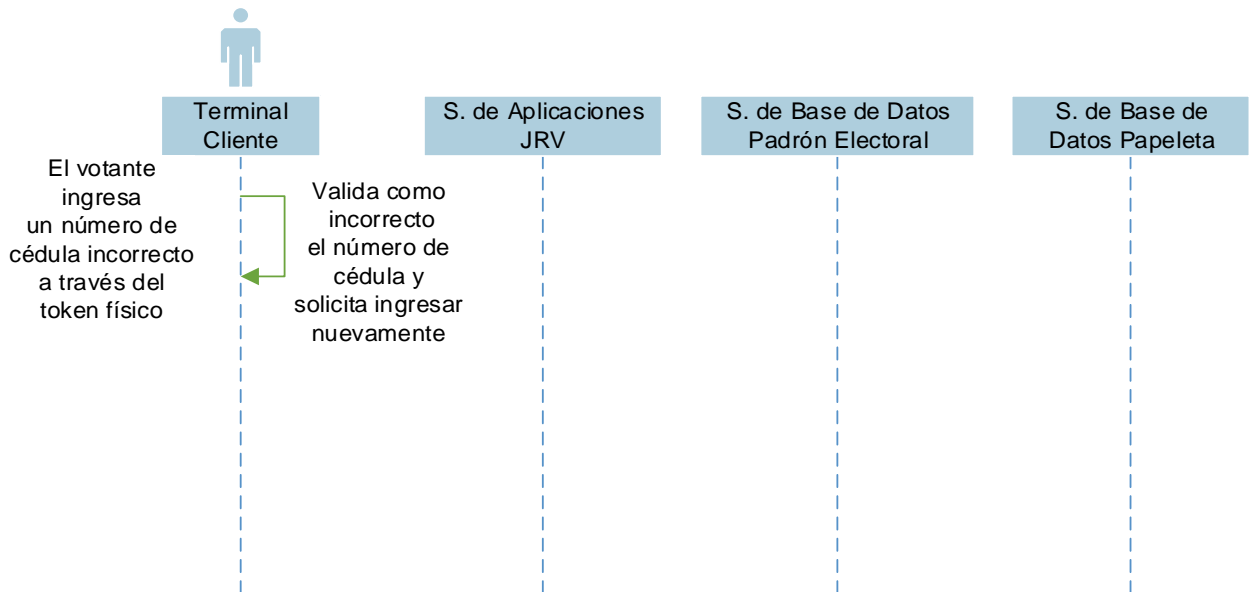 Terminal
Cliente
S. de Aplicaciones
JRV
S. de Base de Datos
Padrón Electoral
S. de Base de
Datos Papeleta
El votante
ingresa
un número de
cédula incorrecto
a través del
token físico
Valida como
incorrecto
el número de
cédula y
solicita ingresar
nuevamente